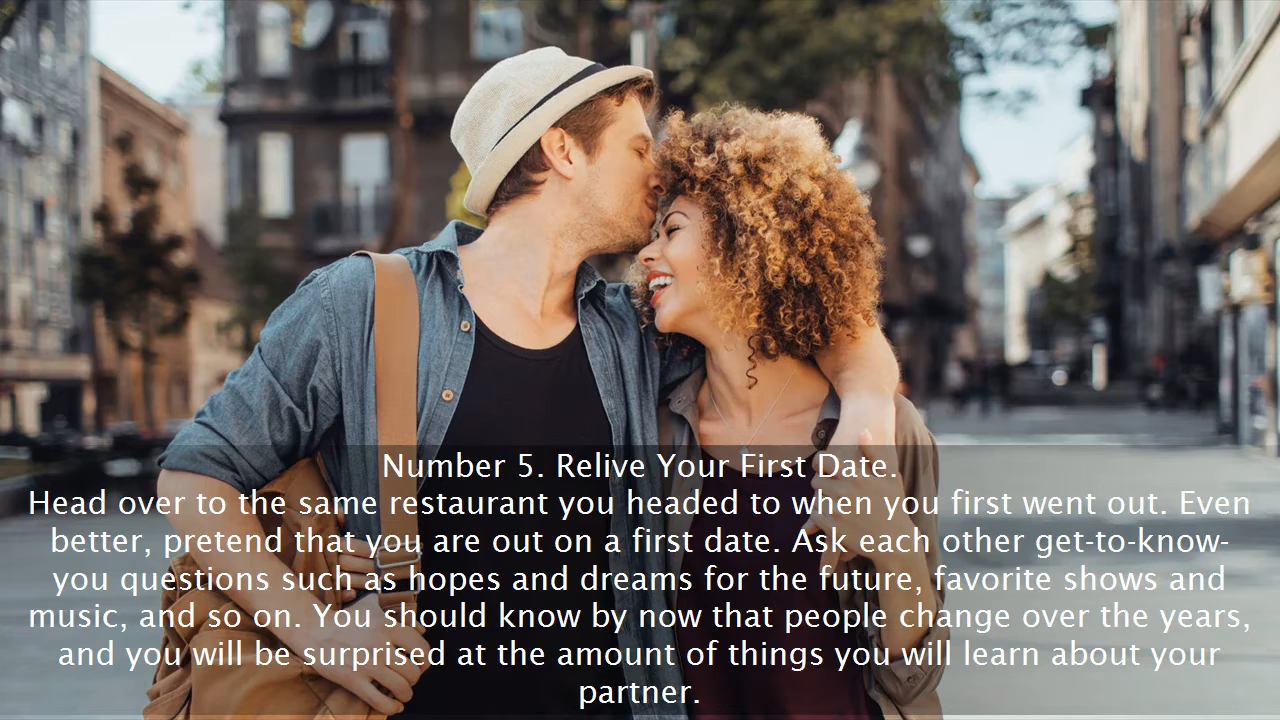 Number 5. Relive Your First Date.
Head over to the same restaurant you headed to when you first went out. Even
better, pretend that you are out on a first date. Ask each other get-to-know-
you questions such as hopes and dreams for the future, favorite shows and
music, and so on. You should know by now that people change over the years,
and you will be surprised at the amount of things you will learn about your
partner.